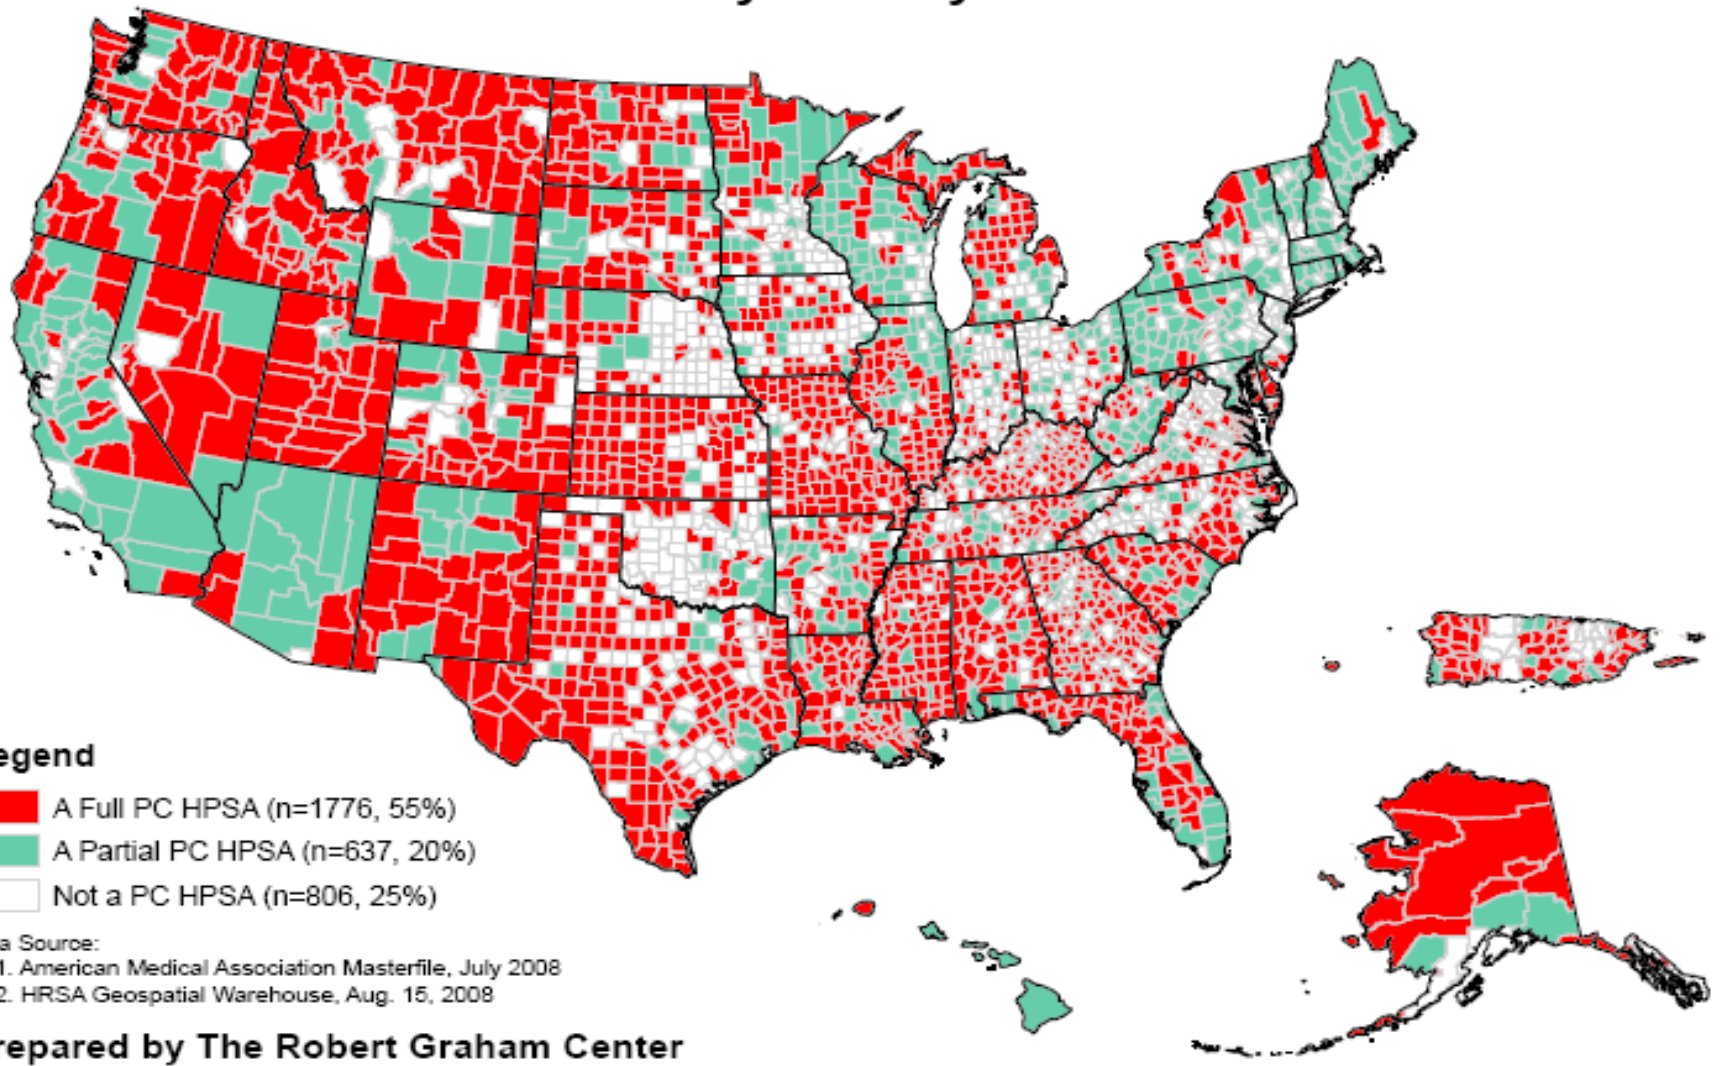 egend
A Full PC HPSA (n=1776, 55%)
A Partial PC HPSA (n=637, 20%)
Not a PC HPSA (n=806, 25%)
a Source:
1. American Medical Association Masterfile, July 2008
2. HRSA Geospatial Warehouse, Aug. 15, 2008
repared by The Robert Graham Center